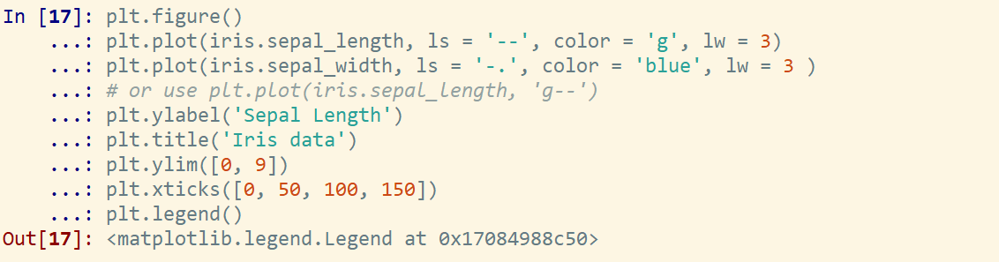 In [17]: plt.figure()
...: plt.plot(iris.sepal_length, ls = '--', color = 'g', lw = 3)
...: plt.plot(iris.sepal_width, ls = '-.', color = 'blue', lw = 3 )
...: # or use plt.plot(iris.sepal_length, 'g--')
...: plt.ylabel('Sepal Length')
...: plt.title('Iris data')
...: plt.ylim([0, 9])
...: plt.xticks([0, 50, 100, 150])
...: plt.legend()
Out[17]: <matplotlib.legend.Legend at 0x17084988c50>